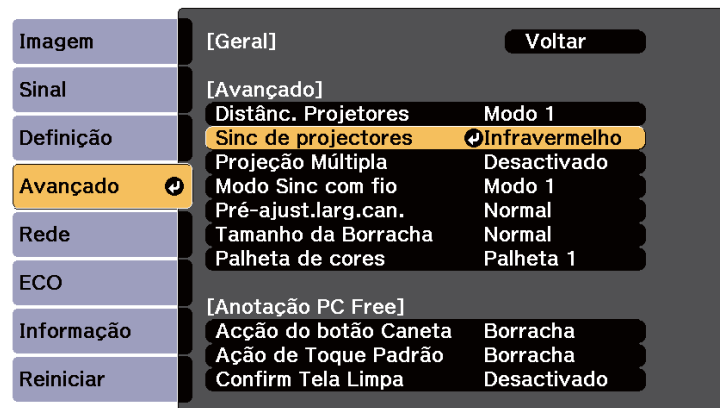 Imagem
Sinal
Definição
Avançado
Rede
ECO
Informação
Reiniciar
[Geral] Voltar
[Avançado]
Distânc. Projetores Modo 1
Sinc de projectores Infravermelho
Projeção Múltipla Desactivado
Modo Sinc com fio Modo 1
Pré-ajust.larg.can. Normal
Tamanho da Borracha Normal
Palheta de cores Palheta 1
[Anotação PC Free]
Acção do botão Caneta Borracha
Ação de Toque Padrão Borracha
Confirm Tela Limpa Desactivado